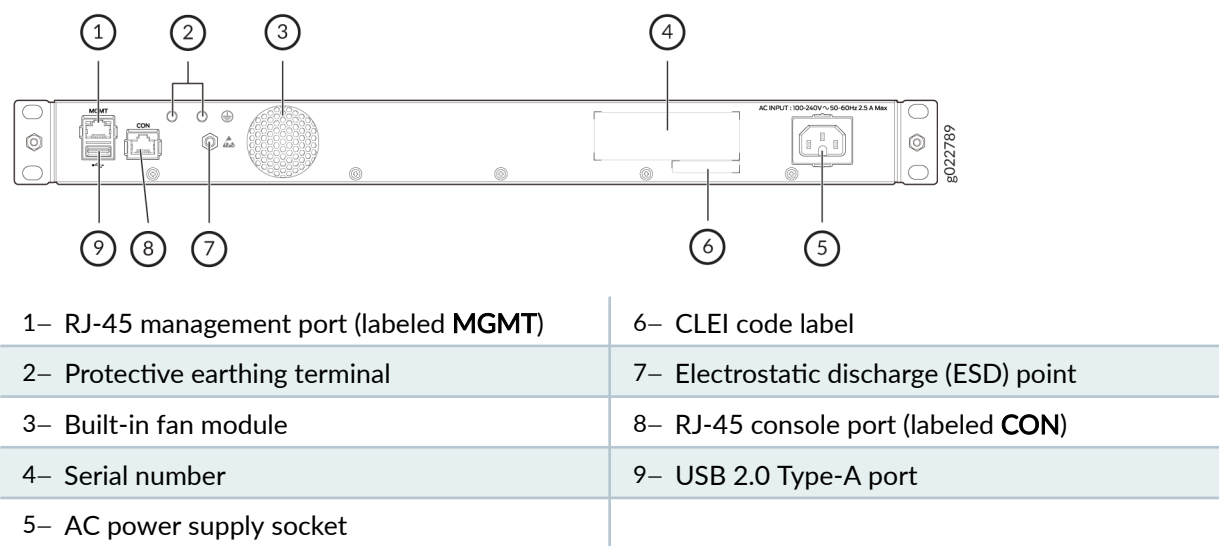 1 2 3 4
MGMT
CON
AC INPUT : 100-240V ~ 50-60Hz 2.5 A Max
g022789
9 8 7 6 5
1– RJ-45 management port (labeled MGMT)
2– Protective earthing terminal
3– Built-in fan module
4– Serial number
5– AC power supply socket
6– CLEI code label
7– Electrostatic discharge (ESD) point
8– RJ-45 console port (labeled CON)
9– USB 2.0 Type-A port